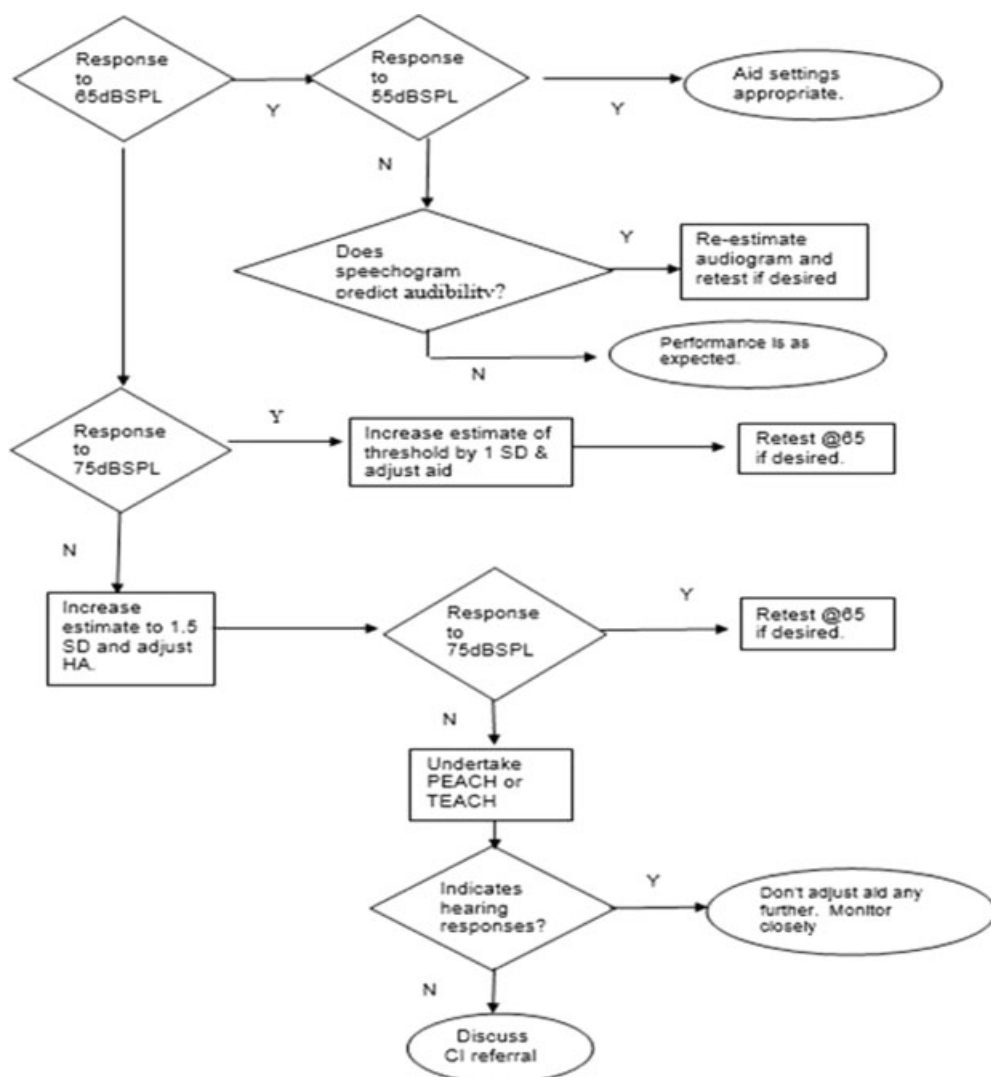 Response
to
65dBSPL
Y
Response
to
55dBSPL
Y
Aid settings
appropriate.
N
Does
speechogram
predict audibility?
Y
Re-estimate
audiogram and
retest if desired
N
Performance is as
expected.
Response
to
75dBSPL
Y
Increase estimate of
threshold by 1 SD &
adjust aid
Retest @65
if desired.
N
Increase
estimate to 1.5
SD and adjust
HA.
Response
to
75dBSPL
Y
Retest @65
if desired.
N
Undertake
PEACH or
TEACH
Indicates
hearing
responses?
Y
Don't adjust aid any
further. Monitor
closely
N
Discuss
CI referral